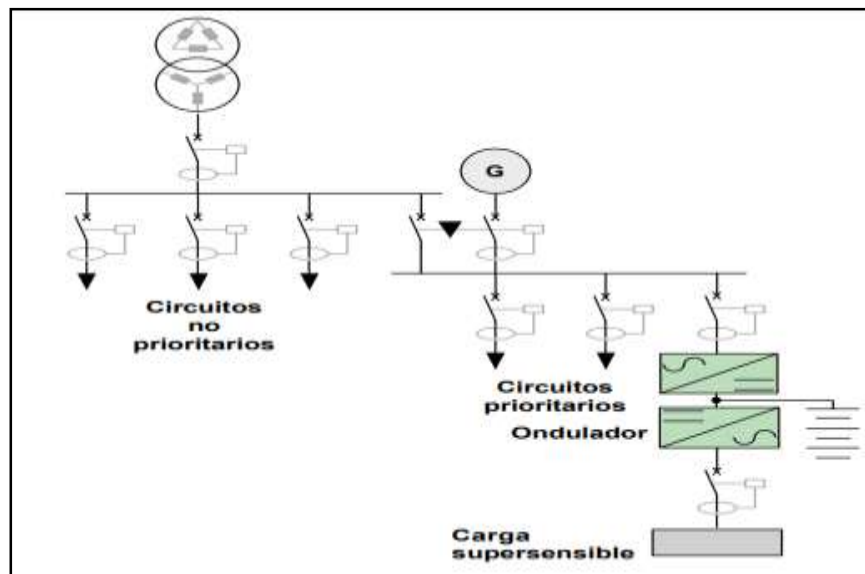 G
Circuitos
no
prioritarios
Circuitos
prioritarios
Ondulador
Carga
supersensible